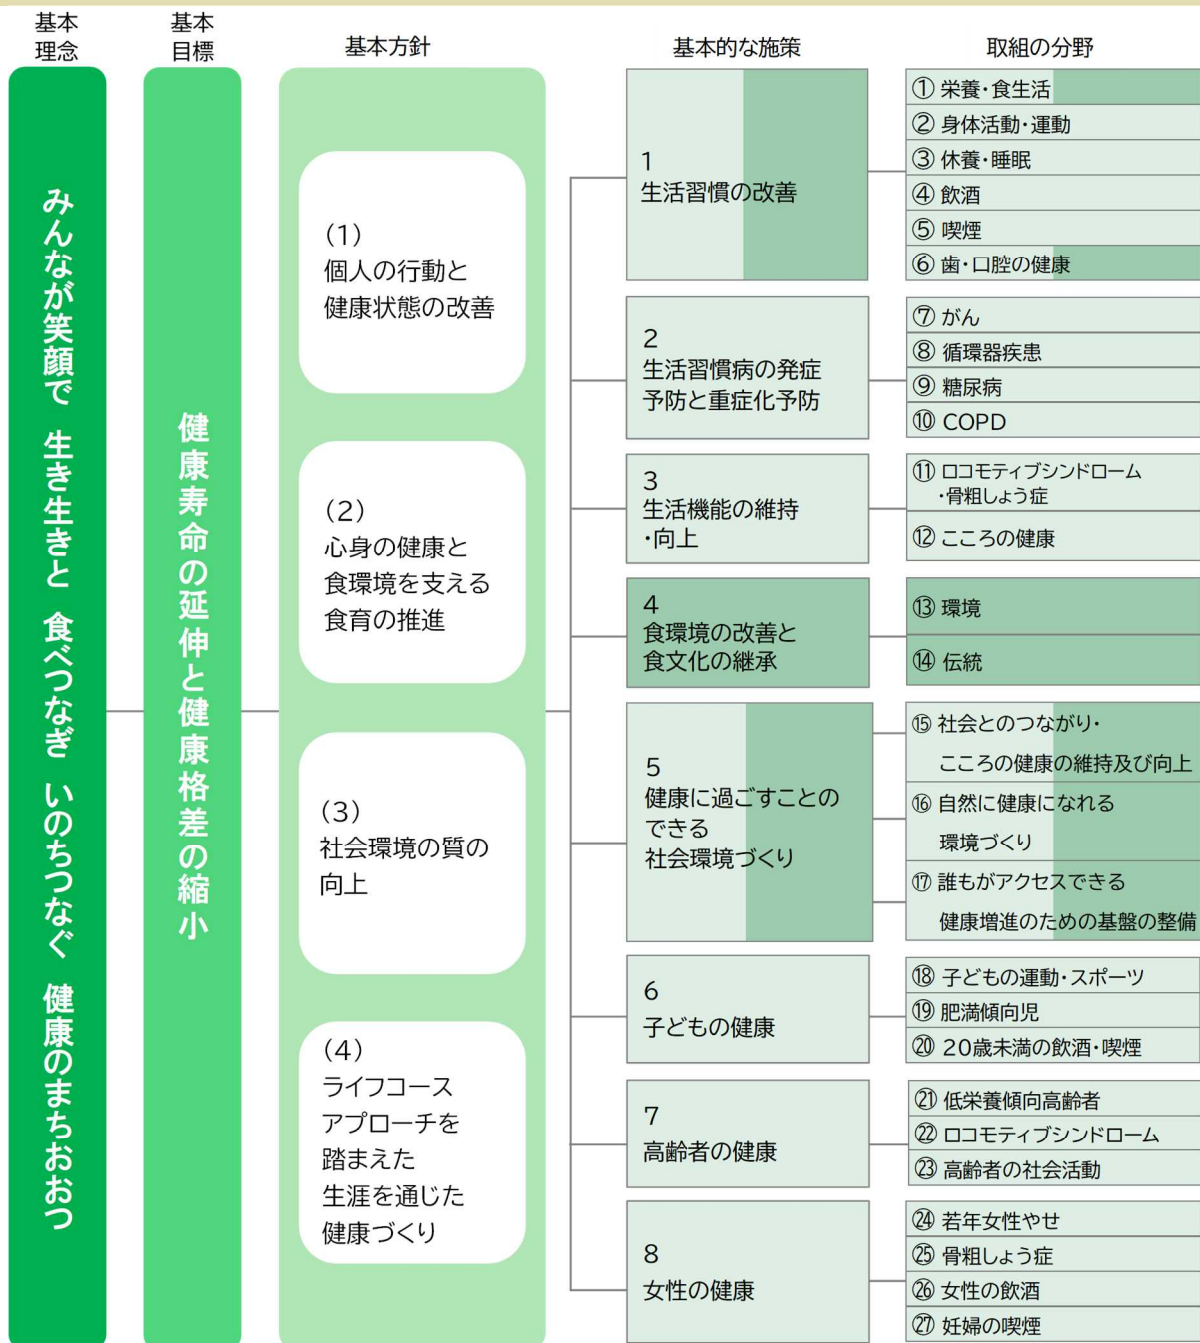 基本
理念
基本
目標
基本方針
基本的な施策
取組の分野
みんなが笑顔で 生き生きと 食べつなぎ いのちつなぐ 健康のまちおおつ
健康寿命の延伸と健康格差の縮小
(1)
個人の行動と
健康状態の改善
(2)
心身の健康と
食環境を支える
食育の推進
(3)
社会環境の質の
向上
(4)
ライフコース
アプローチを
踏まえた
生涯を通じた
健康づくり
1
生活習慣の改善
① 栄養・食生活
② 身体活動・運動
③ 休養・睡眠
④ 飲酒
⑤ 喫煙
⑥ 歯・口腔の健康
2
生活習慣病の発症
予防と重症化予防
⑦ がん
⑧ 循環器疾患
⑨ 糖尿病
⑩ COPD
3
生活機能の維持
・向上
⑪ ロコモティブシンドローム
・骨粗しょう症
⑫ こころの健康
4
食環境の改善と
食文化の継承
⑬ 環境
⑭ 伝統
5
健康に過ごすことの
できる
社会環境づくり
⑮ 社会とのつながり・
こころの健康の維持及び向上
⑯ 自然に健康になれる
環境づくり
⑰ 誰もがアクセスできる
健康増進のための基盤の整備
6
子どもの健康
⑱ 子どもの運動・スポーツ
⑲ 肥満傾向児
⑳ 20歳未満の飲酒・喫煙
7
高齢者の健康
㉑ 低栄養傾向高齢者
㉒ ロコモティブシンドローム
㉓ 高齢者の社会活動
8
女性の健康
㉔ 若年女性やせ
㉕ 骨粗しょう症
㉖ 女性の飲酒
㉗ 妊婦の喫煙